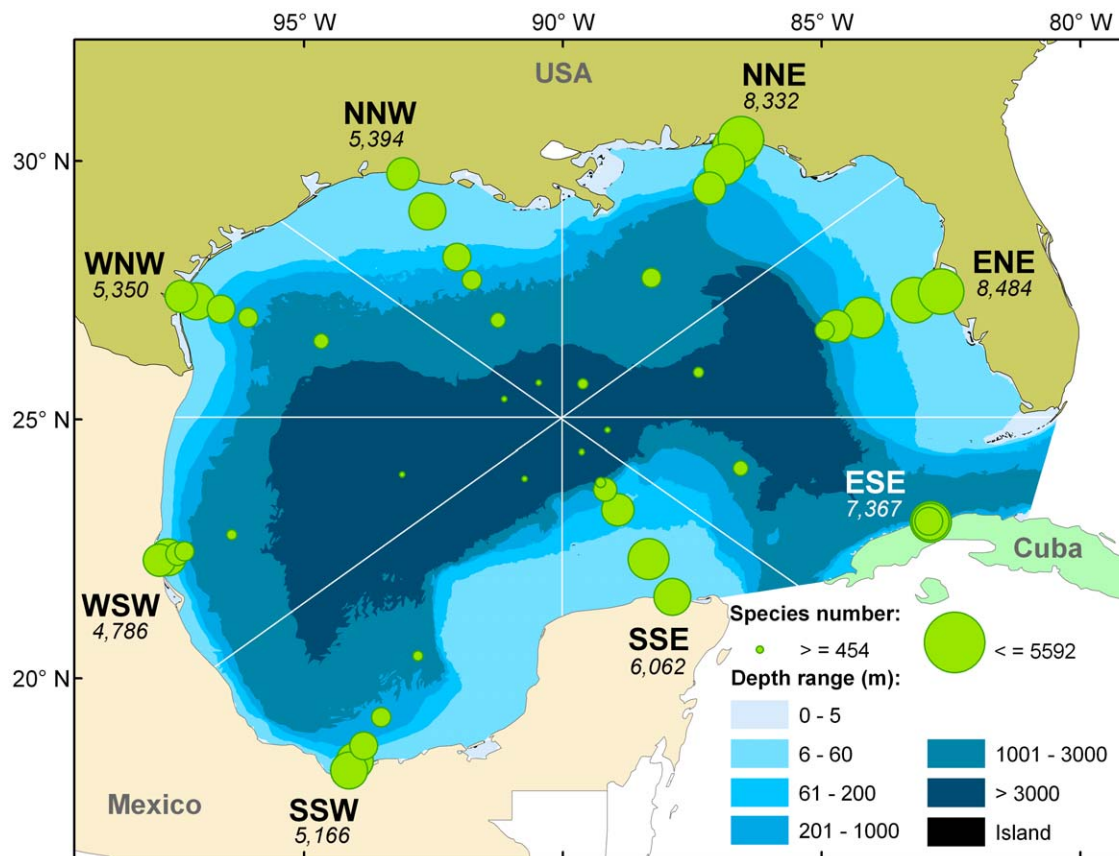 95° W
90° W
85° W
80° W
USA
NNE
8,332
NNW
5,394
30° N
WNW
5,350
ENE
8,484
25° N
ESE
7,367
Cuba
WSW
4,786
SSE
6,062
Species number:
> = 454
< = 5592
20° N
Depth range (m):
0 - 5
6 - 60
1001 - 3000
61 - 200
> 3000
201 - 1000
Island
Mexico
SSW
5,166